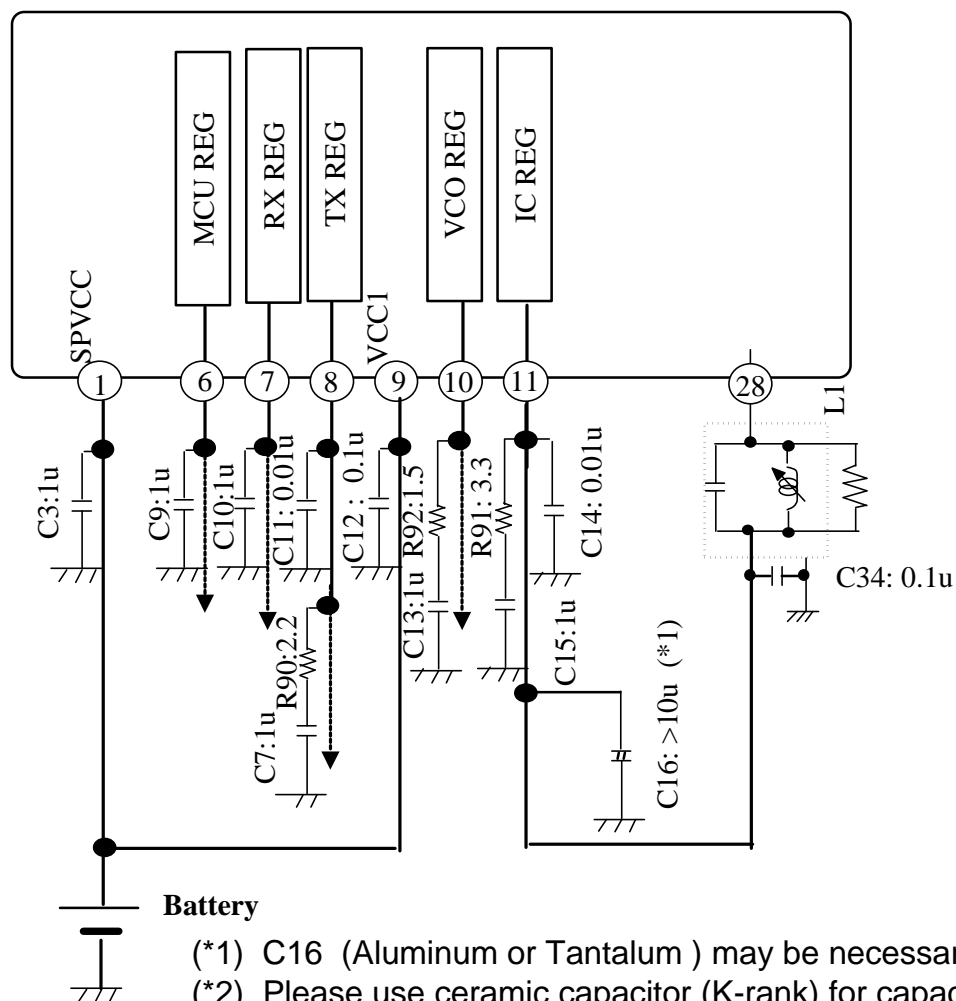 MCU REG
RX REG
TX REG
VCO REG
IC REG
SPVCC
VCC1
1
6
7
8
9
10
11
28
L1
C3:1u
C9:1u
C10:1u
C11: 0.01u
C12 : 0.1u
R92:1.5
R91: 3.3
C14: 0.01u
C34: 0.1u
C13:1u
C15:1u
R90:2.2
C7:1u
C16: >10u (*1)
Battery
(*1) C16 (Aluminum or Tantalum ) may be necessar
(*2) Please use ceramic capacitor (K-rank) for capac